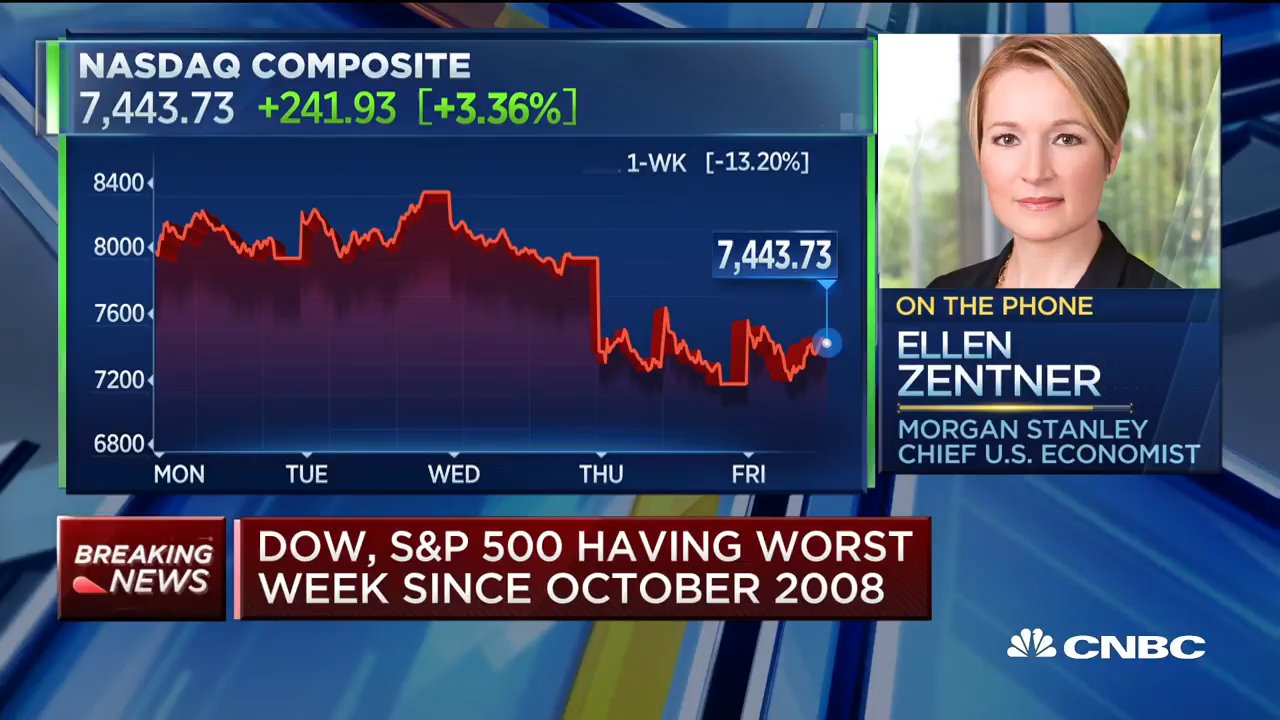 NASDAQ COMPOSITE
7,443.73 +241.93 [+3.36%]
1-WK [-13.20%]
8400
8000
7600
7200
6800
7,443.73
MON TUE WED THU FRI
ON THE PHONE
ELLEN
ZENTNER
MORGAN STANLEY
CHIEF U.S. ECONOMIST
BREAKING
NEWS
DOW, S&P 500 HAVING WORST
WEEK SINCE OCTOBER 2008
CNBC